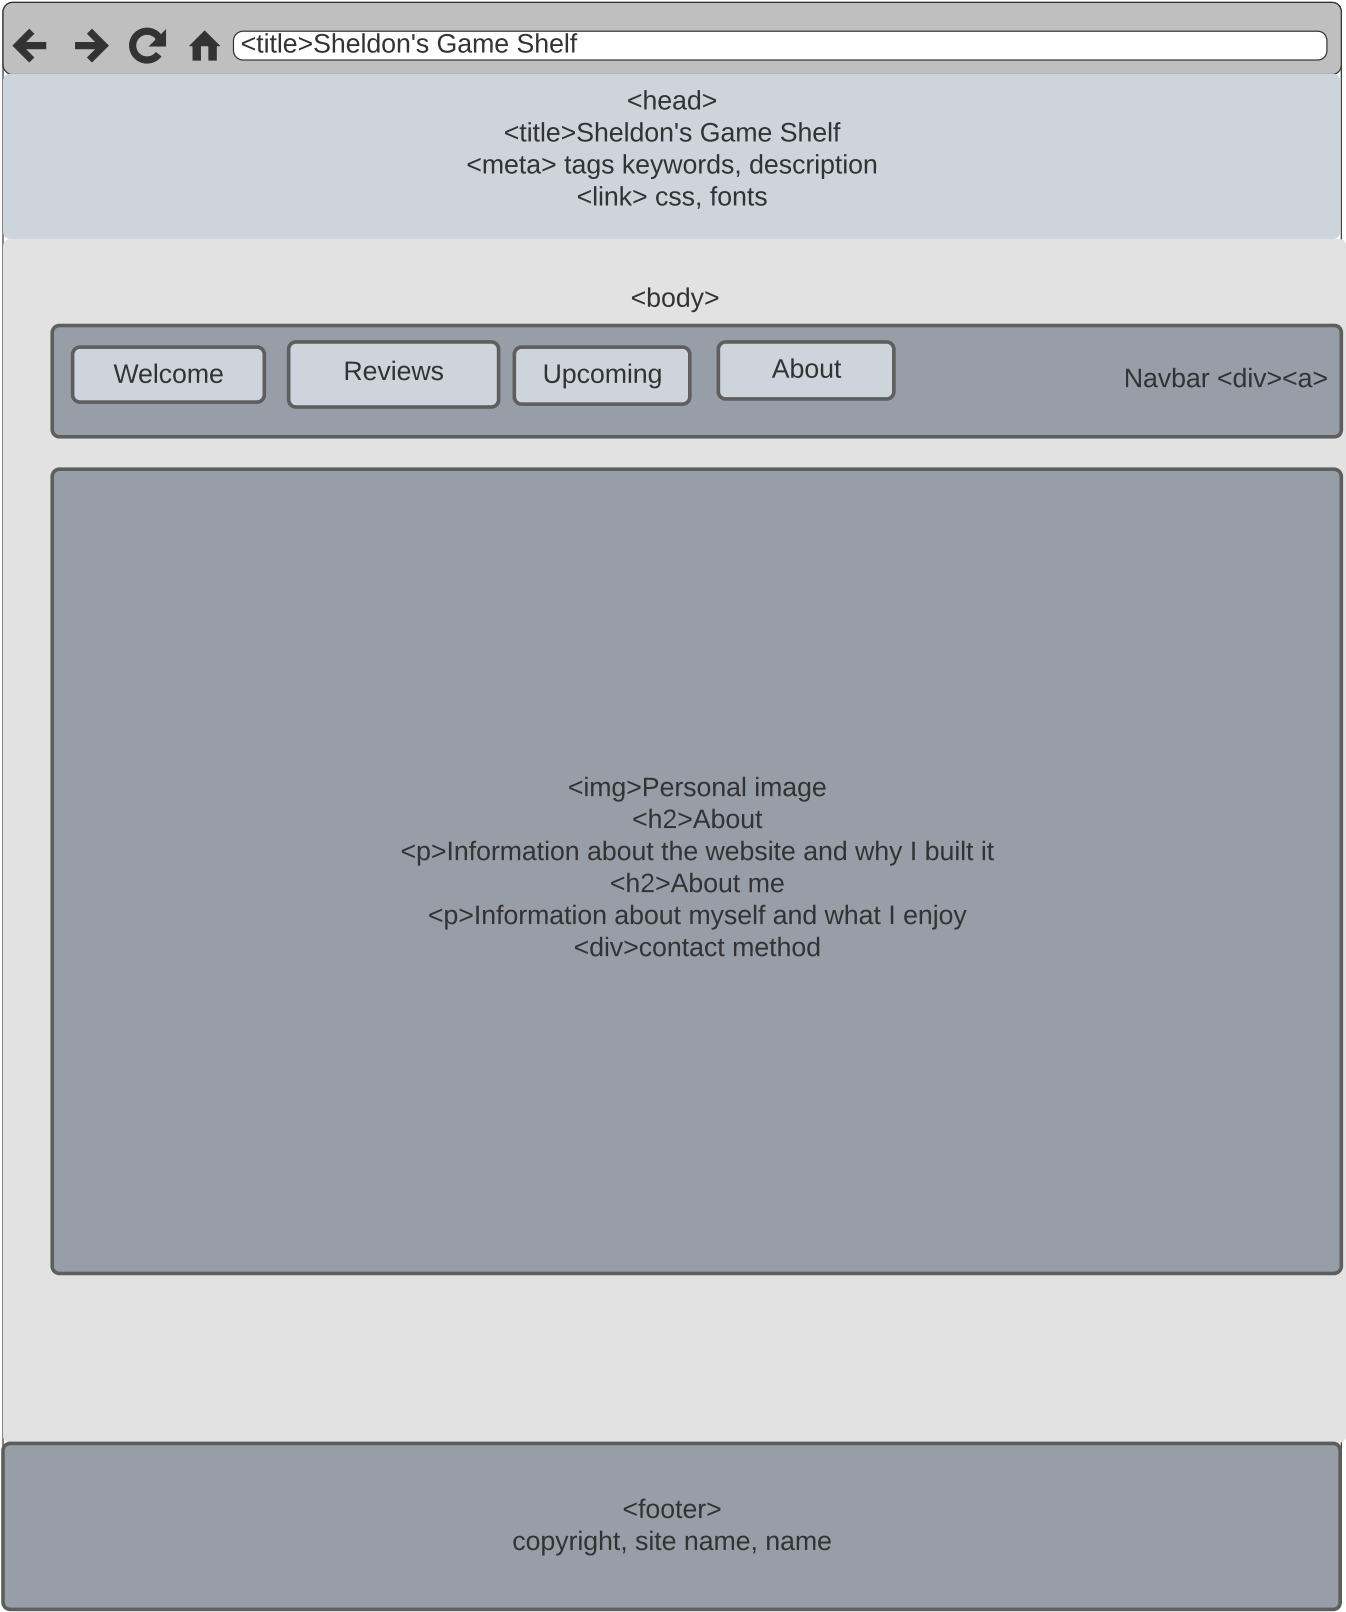 <title>Sheldon's Game Shelf
<head>
<title>Sheldon's Game Shelf
<meta> tags keywords, description
<link> css, fonts
<body>
Welcome
Reviews
Upcoming
About
Navbar <div><a>
<img>Personal image
<h2>About
<p>Information about the website and why I built it
<h2>About me
<p>Information about myself and what I enjoy
<div>contact method
<footer>
copyright, site name, name